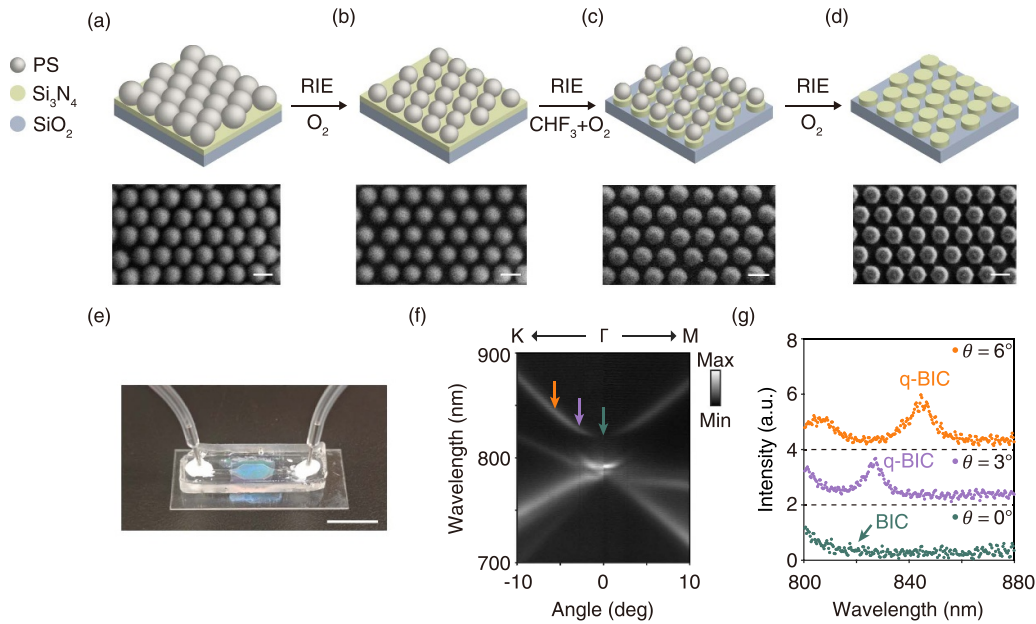 (a)
(b)
(c)
(d)
PS
Si₃N₄
SiO₂
RIE
O₂
RIE
CHF₃+O₂
RIE
O₂
(e)
(f)
(g)
K Γ M
900
800
700
Wavelength (nm)
-10 0 10
Angle (deg)
Max
Min
8
6
4
2
0
Intensity (a.u.)
θ = 6°
q-BIC
q-BIC
θ = 3°
BIC
θ = 0°
800 840 880
Wavelength (nm)